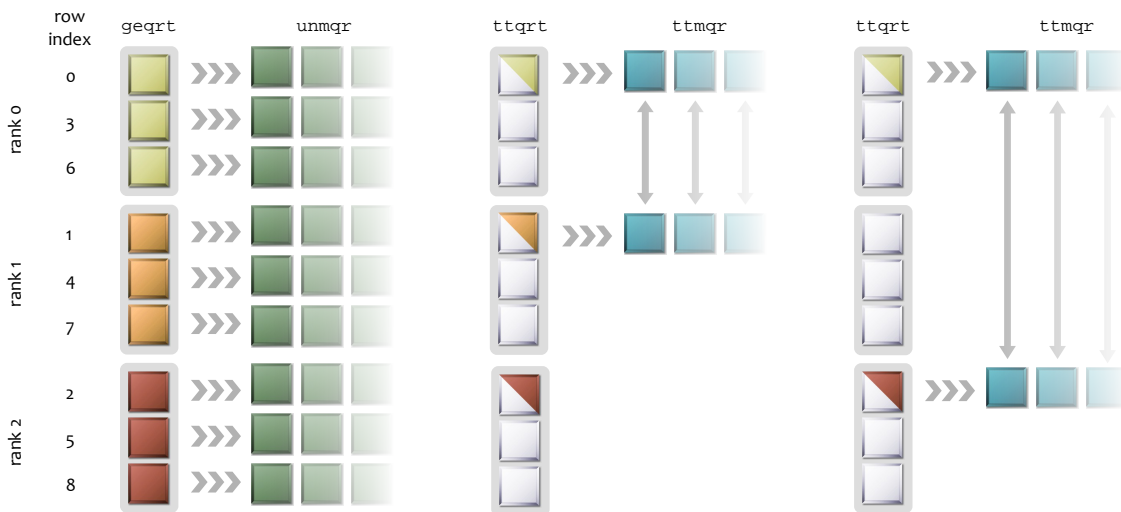 row index
geqrt
unmqr
ttqrt
ttmqr
ttqrt
ttmqr
rank 0
0
3
6
rank 1
1
4
7
rank 2
2
5
8